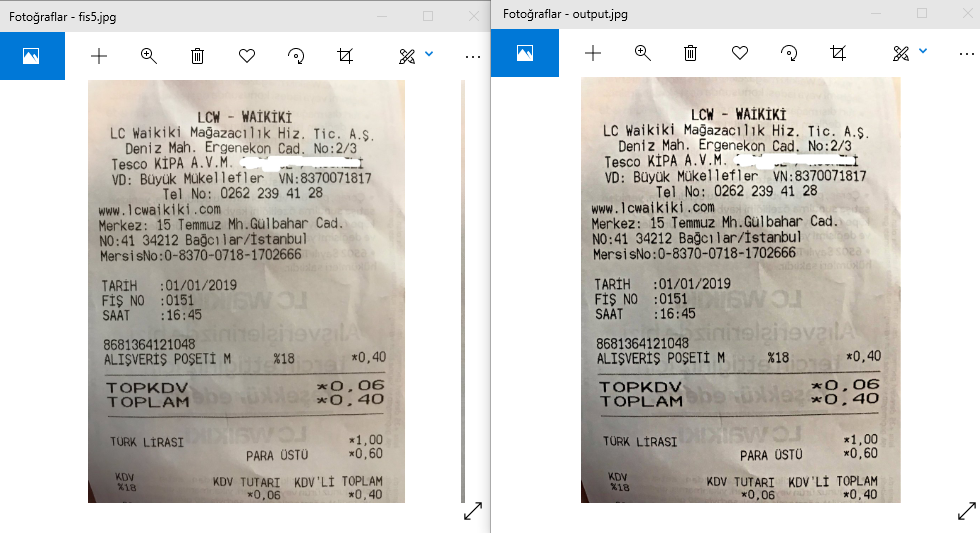 Fotoğraflar - fis5.jpg
LCW - WAİKİKİ
LC Waikiki Mağazacılık Hiz. Tic. A.Ş.
Deniz Mah. Ergenekon Cad. No:2/3
Tesco KİPA A.V.M.
VD: Büyük Mükellefler VN:8370071817
Tel No: 0262 239 41 28
www.lcwaikiki.com
Merkez: 15 Temmuz Mh.Gülbahar Cad.
NO:41 34212 Bağcılar/İstanbul
MersisNo:0-8370-0718-1702666
TARİH :01/01/2019
FİŞ NO :0151
SAAT :16:45
8681364121048
ALIŞVERİŞ POŞETİ M %18 *0,40
TOPKDV *0,06
TOPLAM *0,40
TÜRK LİRASI *1,00
PARA ÜSTÜ *0,60
KDV KDV TUTARI KDV'Lİ TOPLAM
%18 *0,06 *0,40
Fotoğraflar - output.jpg
LCW - WAİKİKİ
LC Waikiki Mağazacılık Hiz. Tic. A.Ş.
Deniz Mah. Ergenekon Cad. No:2/3
Tesco KİPA A.V.M.
VD: Büyük Mükellefler VN:8370071817
Tel No: 0262 239 41 28
www.lcwaikiki.com
Merkez: 15 Temmuz Mh.Gülbahar Cad.
NO:41 34212 Bağcılar/İstanbul
MersisNo:0-8370-0718-1702666
TARİH :01/01/2019
FİŞ NO :0151
SAAT :16:45
8681364121048
ALIŞVERİŞ POŞETİ M %18 *0,40
TOPKDV *0,06
TOPLAM *0,40
TÜRK LİRASI *1,00
PARA ÜSTÜ *0,60
KDV KDV TUTARI KDV'Lİ TOPLAM
%18 *0,06 *0,40